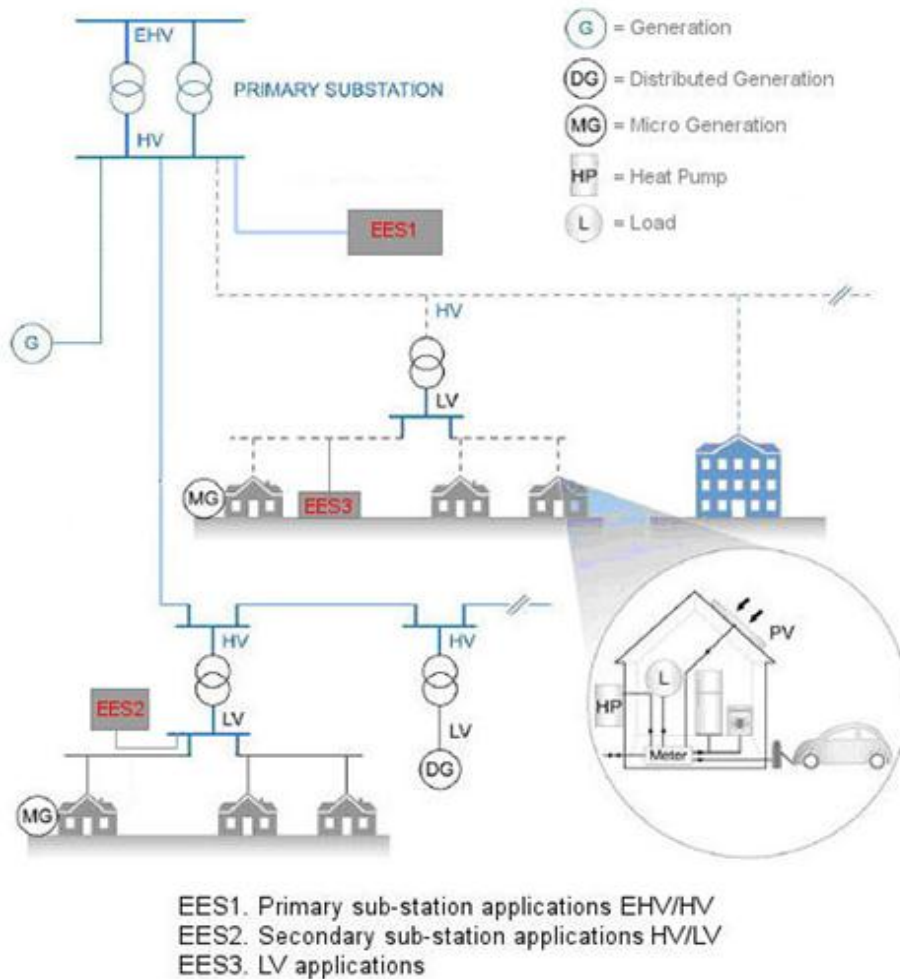 EHV
PRIMARY SUBSTATION
HV
G = Generation
DG = Distributed Generation
MG = Micro Generation
HP = Heat Pump
L = Load
EES1
G
HV
LV
MG
EES3
HV
HV
PV
L
HP
Meter
EES2
LV
LV
DG
MG
EES1. Primary sub-station applications EHV/HV
EES2. Secondary sub-station applications HV/LV
EES3. LV applications